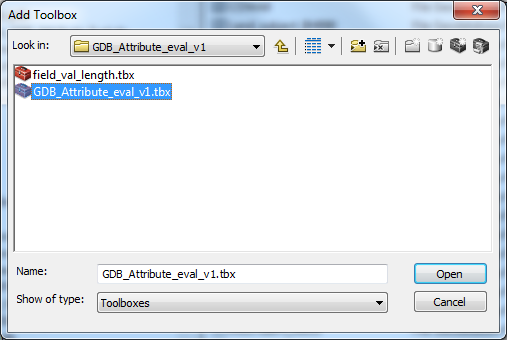 Add Toolbox
Look in: GDB_Attribute_eval_v1
field_val_length.tbx
GDB_Attribute_eval_v1.tbx
Name: GDB_Attribute_eval_v1.tbx Open
Show of type: Toolboxes Cancel